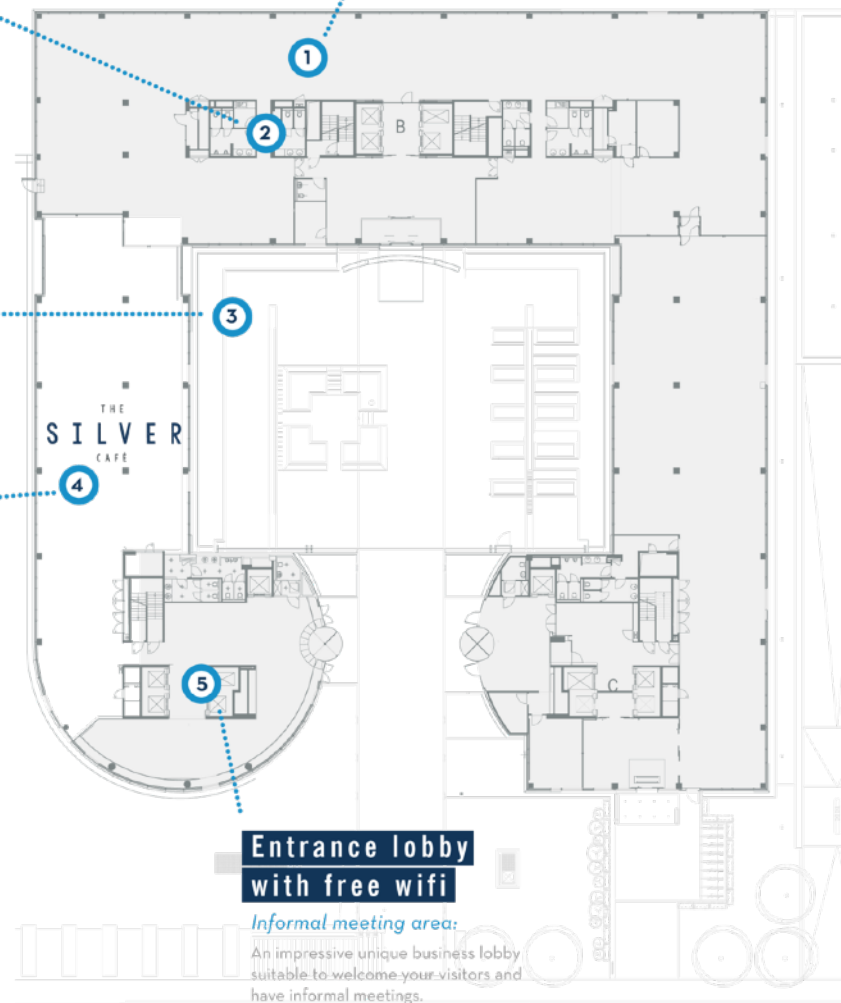 1
2
B
3
THE
SILVER
CAFÉ
4
5
C
Entrance lobby
with free wifi
Informal meeting area:
An impressive unique business lobby
suitable to welcome your visitors and
have informal meetings.